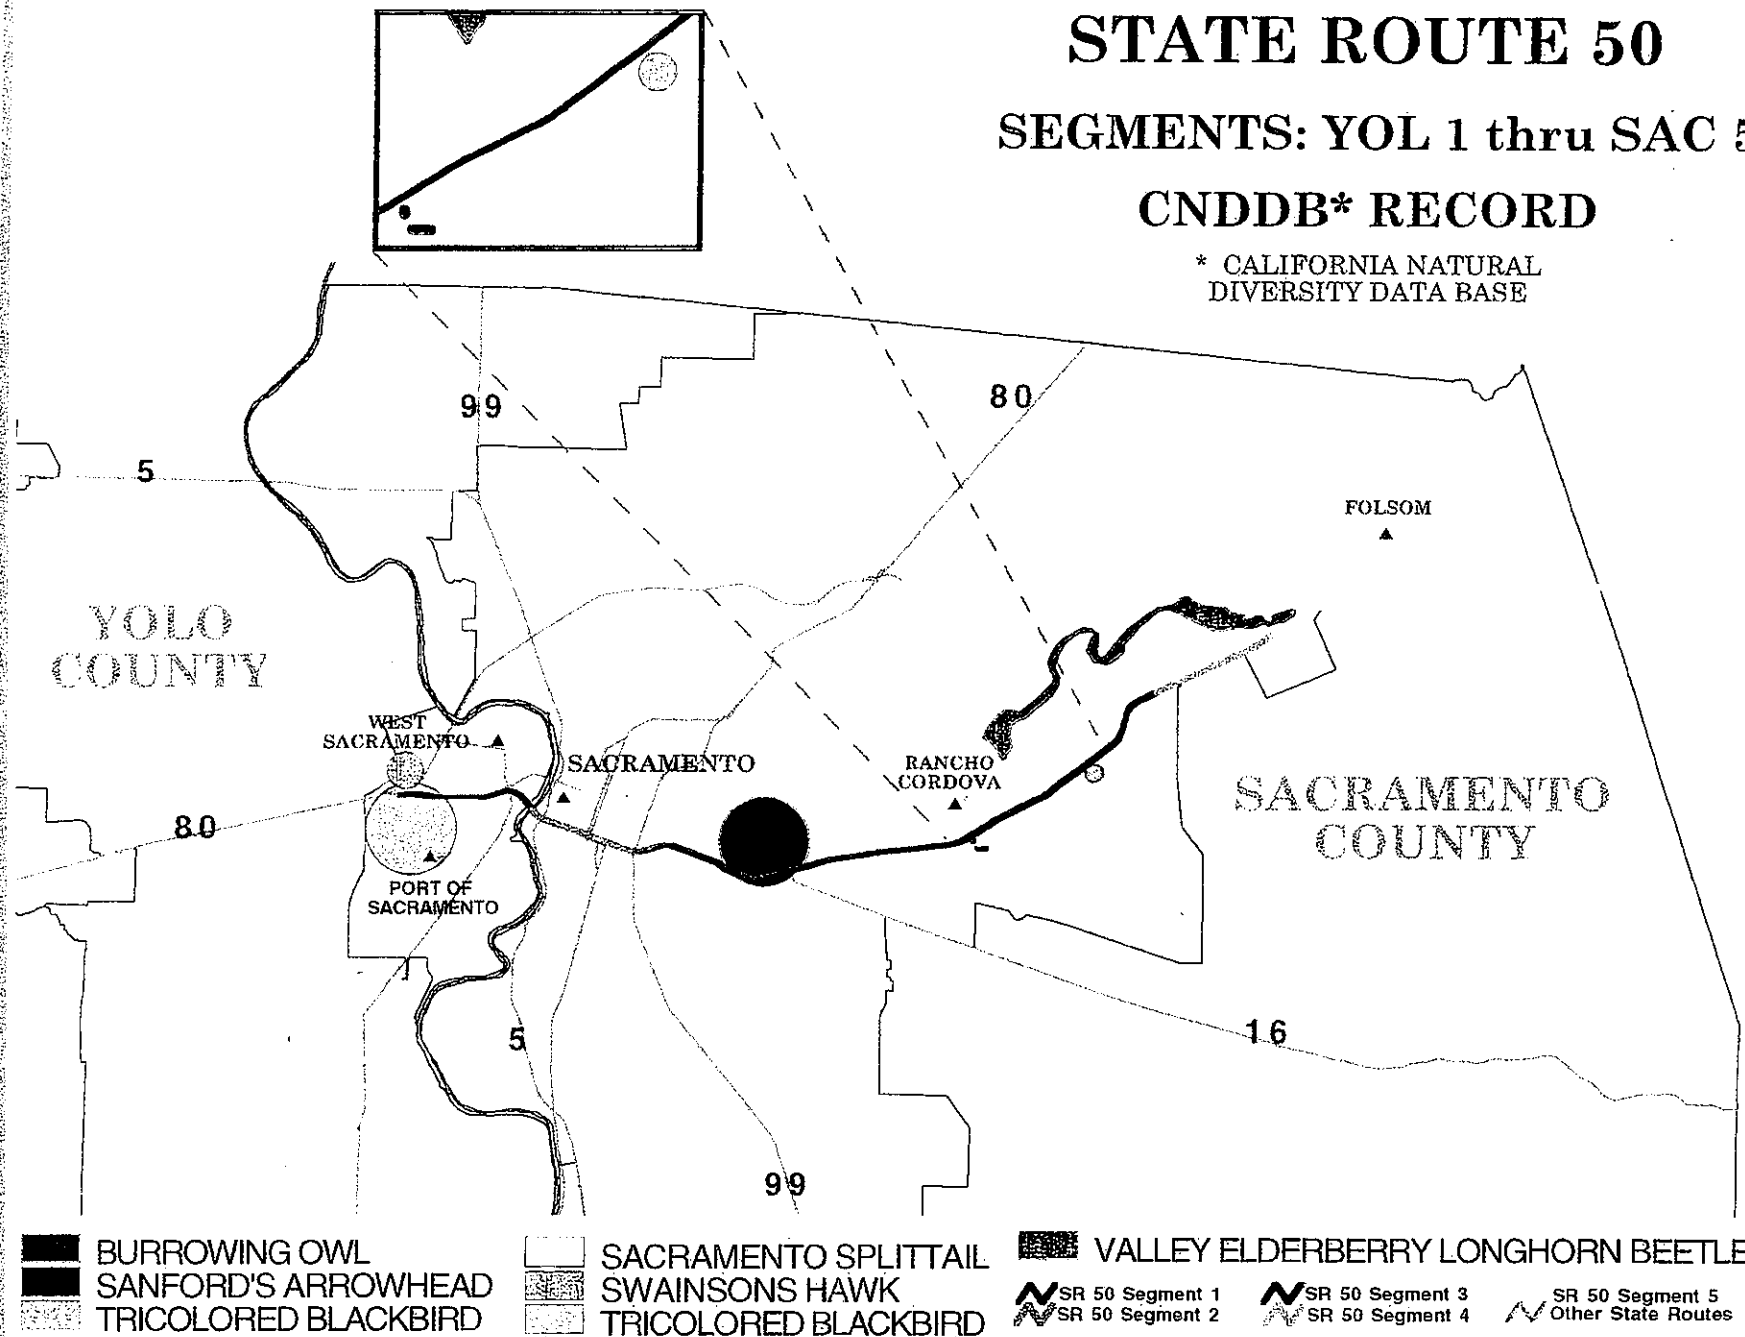 STATE ROUTE 50
SEGMENTS: YOL 1 thru SAC 5
CNDDB* RECORD
* CALIFORNIA NATURAL
DIVERSITY DATA BASE
99
80
5
FOLSOM
YOLO
COUNTY
WEST
SACRAMENTO
SACRAMENTO
RANCHO
CORDOVA
SACRAMENTO
COUNTY
80
PORT OF
SACRAMENTO
5
16
99
BURROWING OWL
SANFORD'S ARROWHEAD
TRICOLORED BLACKBIRD
SACRAMENTO SPLITTAIL
SWAINSONS HAWK
TRICOLORED BLACKBIRD
VALLEY ELDERBERRY LONGHORN BEETLE
SR 50 Segment 1
SR 50 Segment 2
SR 50 Segment 3
SR 50 Segment 4
SR 50 Segment 5
Other State Routes